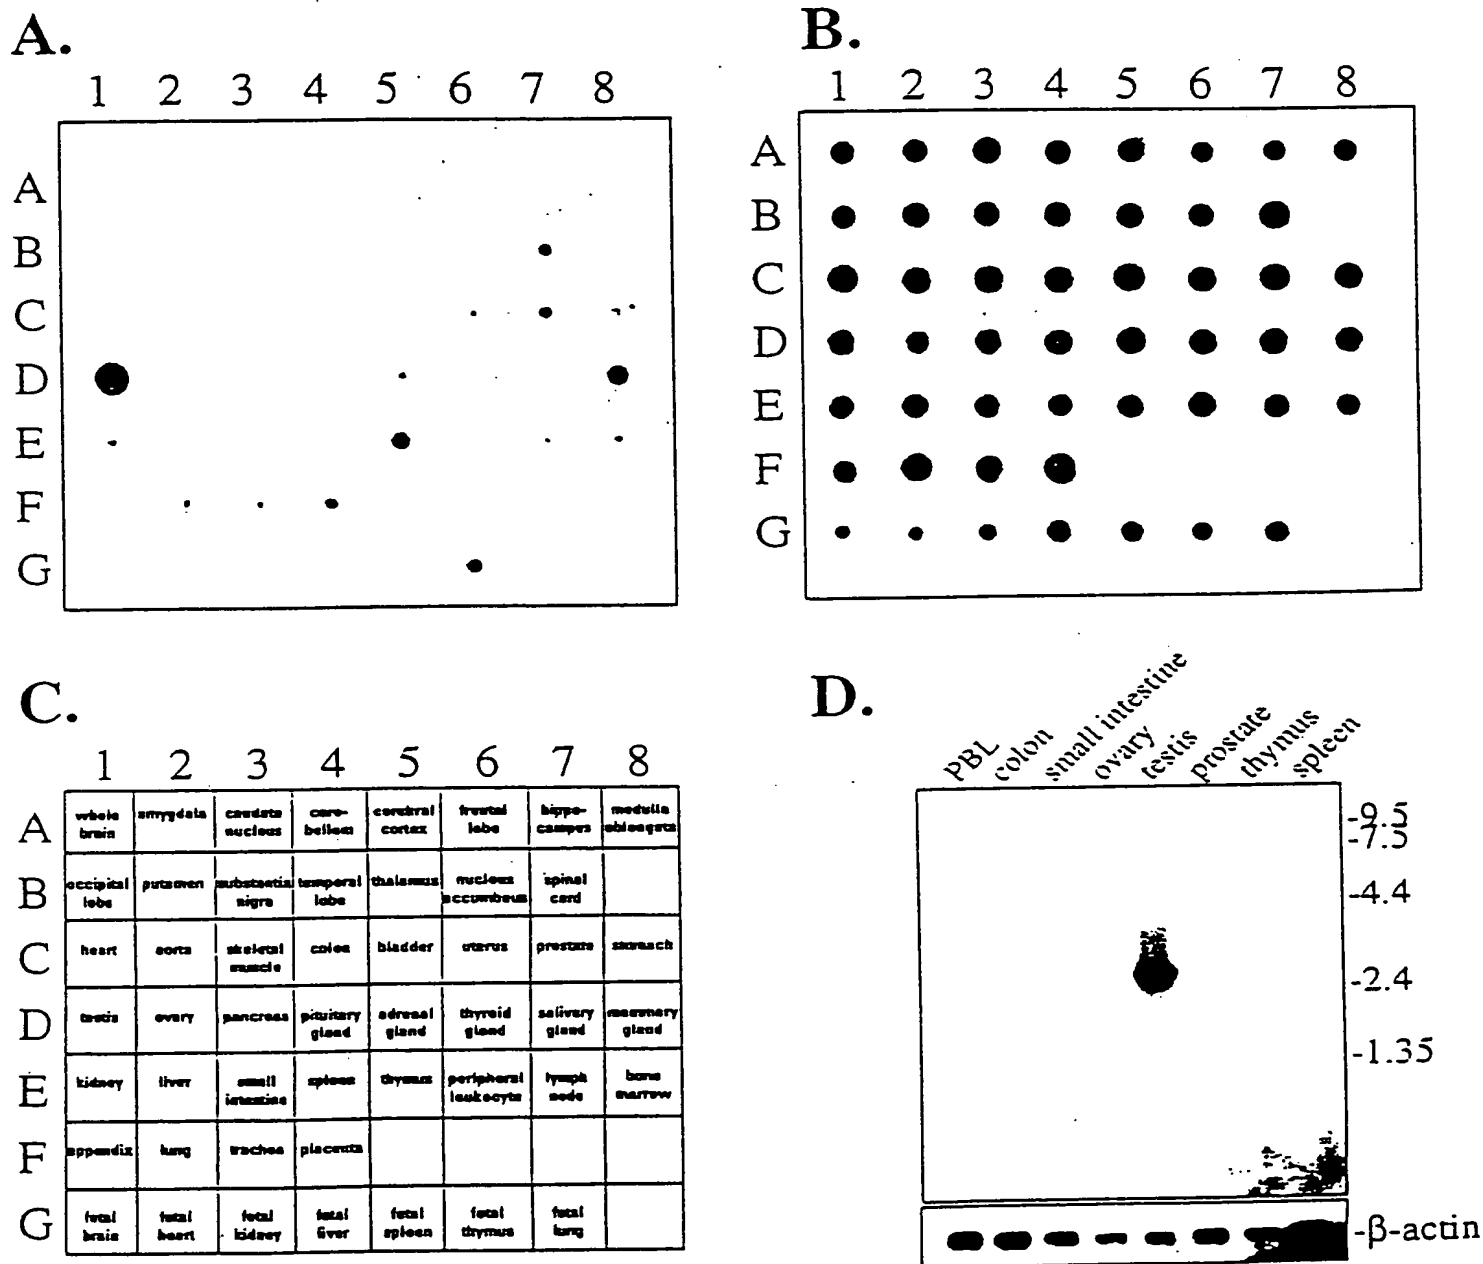 A.
1 2 3 4 5 6 7 8
A
B
C
D
E
F
G
B.
1 2 3 4 5 6 7 8
A
B
C
D
E
F
G
C.
1 2 3 4 5 6 7 8
A
whole brain
amygdala
caudate nucleus
cere-bellum
cerebral cortex
frontal lobe
hippo-campus
medulla oblongata
B
occipital lobe
putamen
substantia nigra
temporal lobe
thalamus
nucleus accumbeus
spinal cord
C
heart
aorta
skeletal muscle
colon
bladder
uterus
prostate
stomach
D
testis
ovary
pancreas
pituitary gland
adrenal gland
thyroid gland
salivary gland
mammary gland
E
kidney
liver
small intestine
spleen
thymus
peripheral leukocyte
lymph node
bone marrow
F
appendix
lung
trachea
placenta
G
fetal brain
fetal heart
fetal kidney
fetal liver
fetal spleen
fetal thymus
fetal lung
D.
PBL
colon
small intestine
ovary
testis
prostate
thymus
spleen
-9.5
-7.5
-4.4
-2.4
-1.35
-β-actin